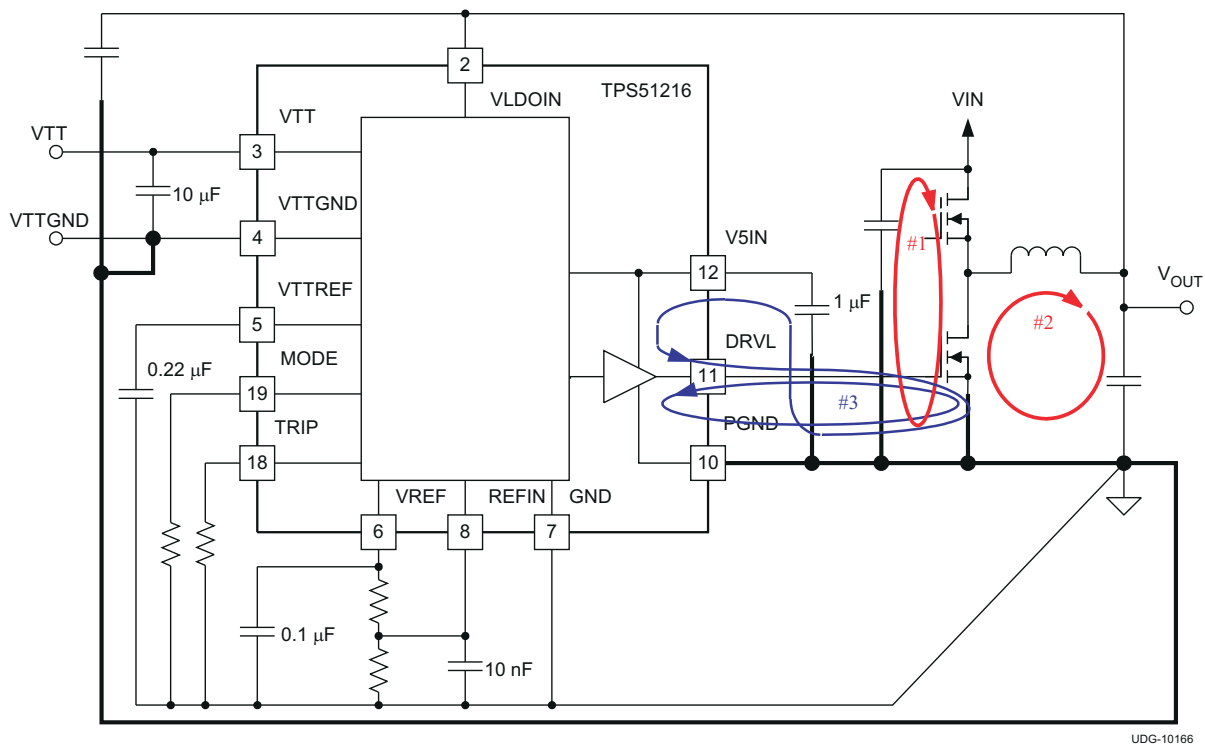 2
TPS51216
VLDOIN
VIN
VTT
VTT
3
10 µF
#1
VTTGND
VTTGND
4
V5IN
12
VOUT
VTTREF
5
1 µF
#2
MODE
DRVL
0.22 µF
11
19
#3
TRIP
PGND
18
10
VREF
REFIN
GND
6
8
7
0.1 µF
10 nF
UDG-10166